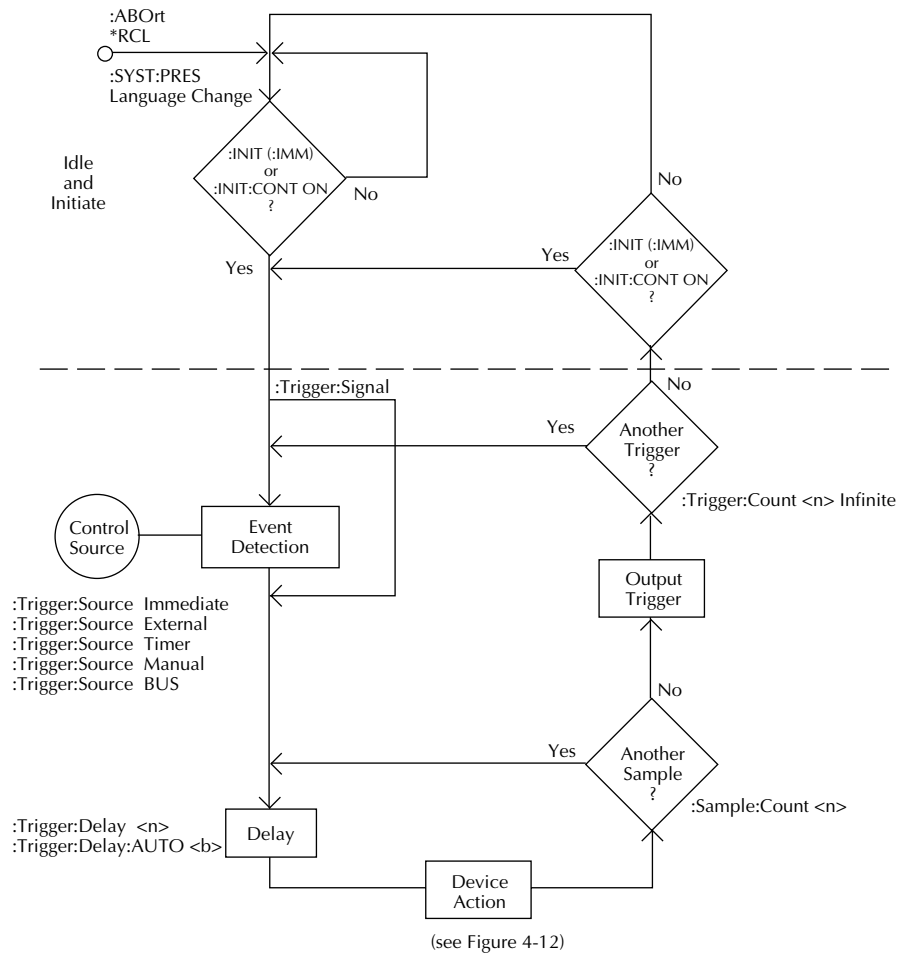 :ABOrt
*RCL
:SYST:PRES
Language Change
Idle
and
Initiate
:INIT (:IMM)
or
:INIT:CONT ON
?
No
Yes
No
:INIT (:IMM)
or
:INIT:CONT ON
?
Yes
:Trigger:Signal
No
Yes
Another
Trigger
?
:Trigger:Count <n> Infinite
Control
Source
Event
Detection
Output
Trigger
:Trigger:Source Immediate
:Trigger:Source External
:Trigger:Source Timer
:Trigger:Source Manual
:Trigger:Source BUS
No
Yes
Another
Sample
?
:Sample:Count <n>
:Trigger:Delay <n>
:Trigger:Delay:AUTO <b>
Delay
Device
Action
(see Figure 4-12)